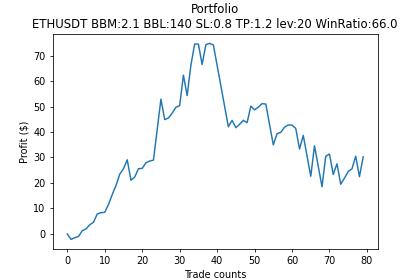 Portfolio
ETHUSDT BBM:2.1 BBL:140 SL:0.8 TP:1.2 lev:20 WinRatio:66.0
Profit ($)
70
60
50
40
30
20
10
0
0 10 20 30 40 50 60 70 80
Trade counts